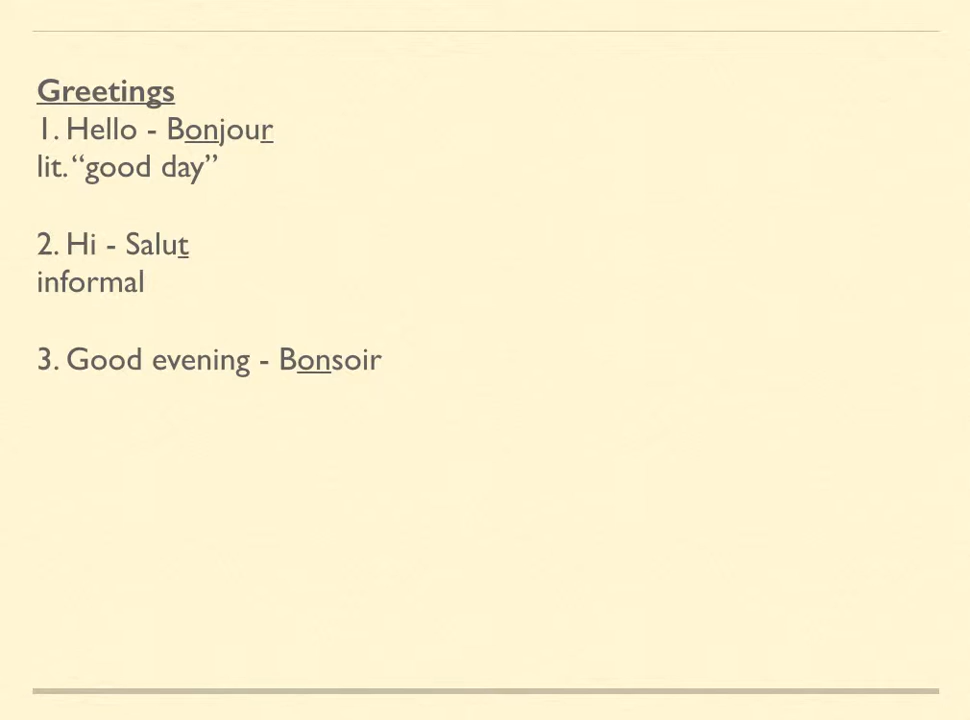 Greetings
1. Hello - Bonjour
lit. “good day”
2. Hi - Salut
informal
3. Good evening - Bonsoir